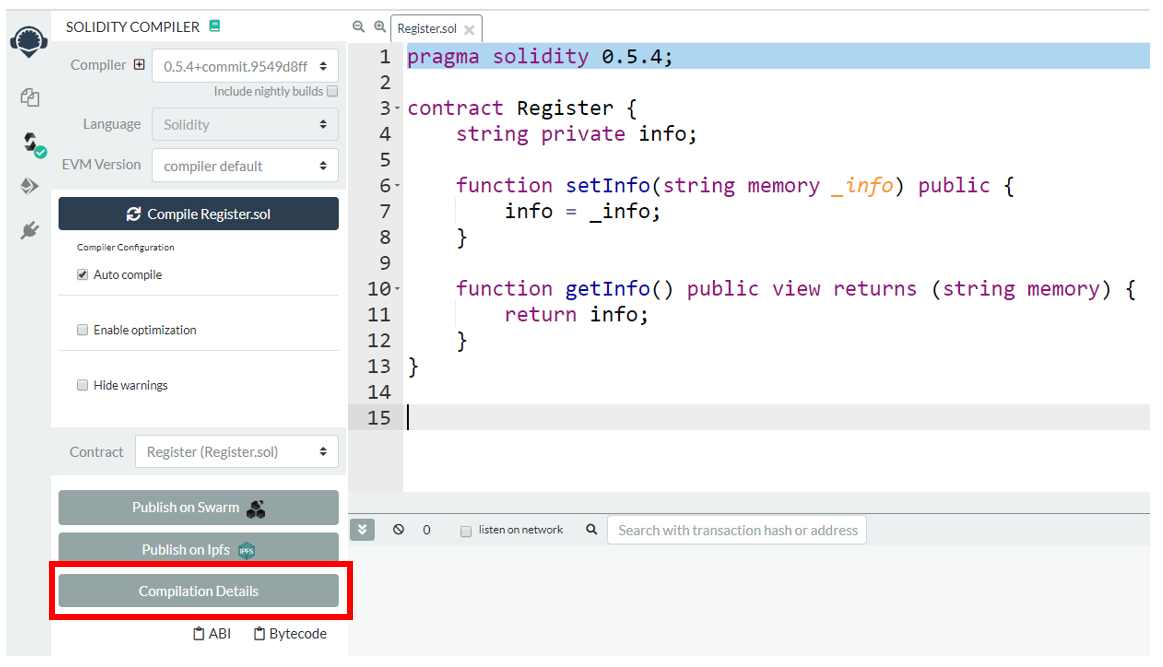 SOLIDITY COMPILER
Compiler 0.5.4+commit.9549d8ff
Include nightly builds
Language Solidity
EVM Version compiler default
Compile Register.sol
Compiler Configuration
Auto compile
Enable optimization
Hide warnings
Contract Register (Register.sol)
Publish on Swarm
Publish on Ipfs IPFS
Compilation Details
ABI Bytecode
Register.sol
1 pragma solidity 0.5.4;
2
3 contract Register {
4     string private info;
5
6     function setInfo(string memory _info) public {
7         info = _info;
8     }
9
10     function getInfo() public view returns (string memory) {
11         return info;
12     }
13 }
14
15
0 listen on network Search with transaction hash or address